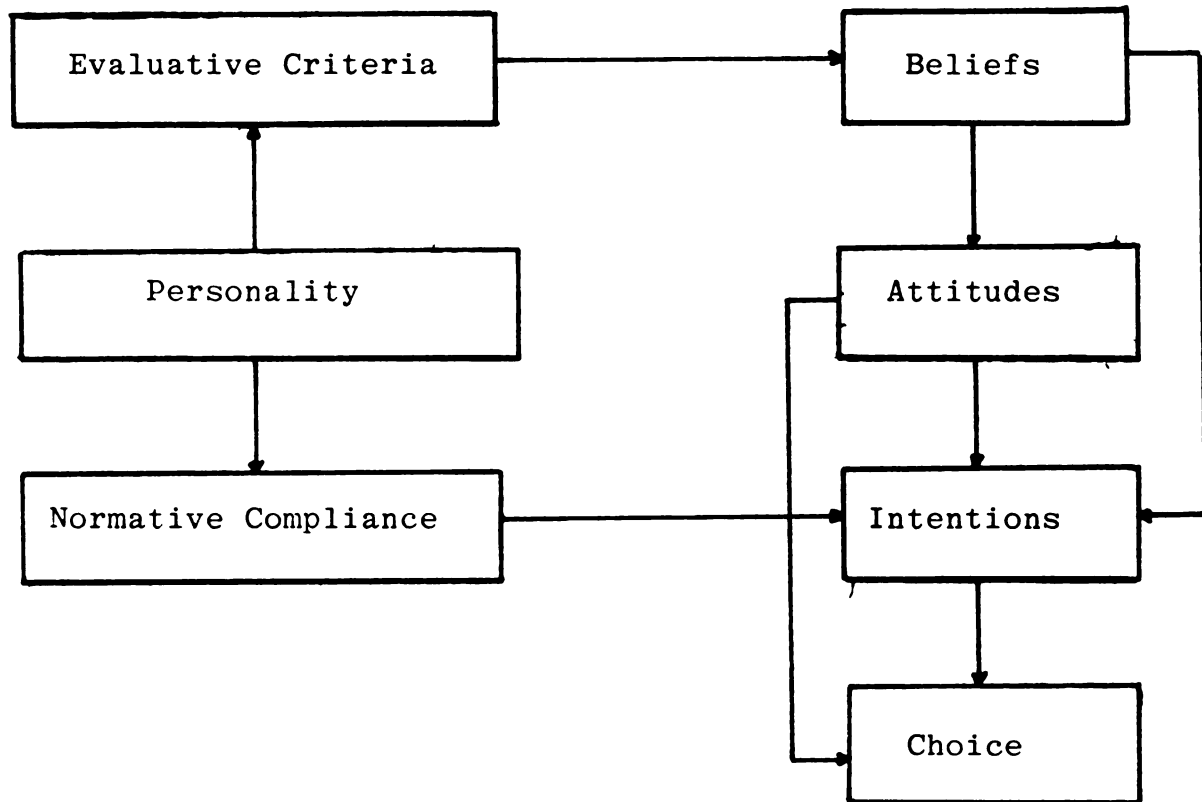 Evaluative Criteria
Beliefs
Personality
Attitudes
Normative Compliance
Intentions
Choice